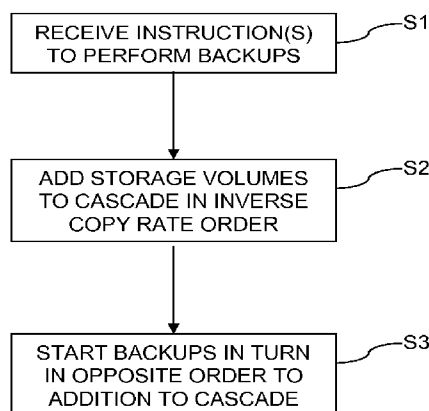 RECEIVE INSTRUCTION(S)
TO PERFORM BACKUPS
S1
ADD STORAGE VOLUMES
TO CASCADE IN INVERSE
COPY RATE ORDER
S2
START BACKUPS IN TURN
IN OPPOSITE ORDER TO
ADDITION TO CASCADE
S3